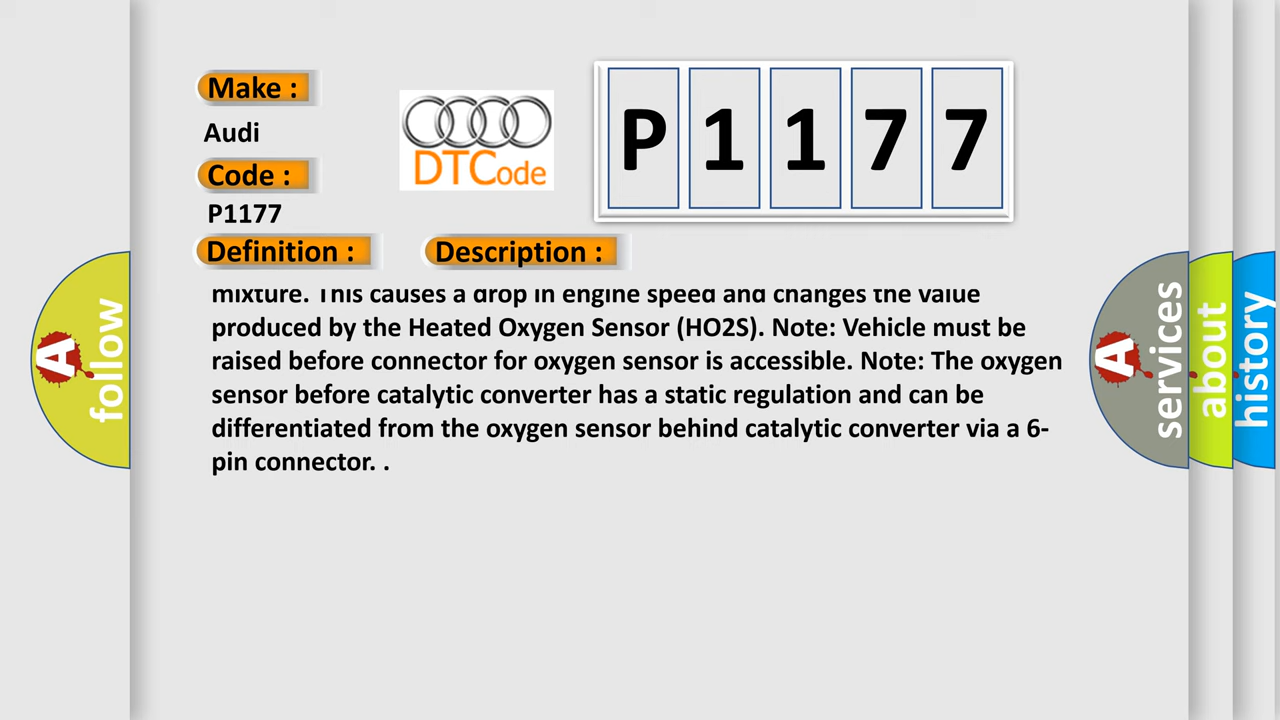 Make :
Audi
Code :
P1177
DTCode
P 1 1 7 7
Definition :
Description :
mixture. This causes a drop in engine speed and changes the value
produced by the Heated Oxygen Sensor (HO2S). Note: Vehicle must be
raised before connector for oxygen sensor is accessible. Note: The oxygen
sensor before catalytic converter has a static regulation and can be
differentiated from the oxygen sensor behind catalytic converter via a 6-
pin connector. .
A
follow
A
services
about
history